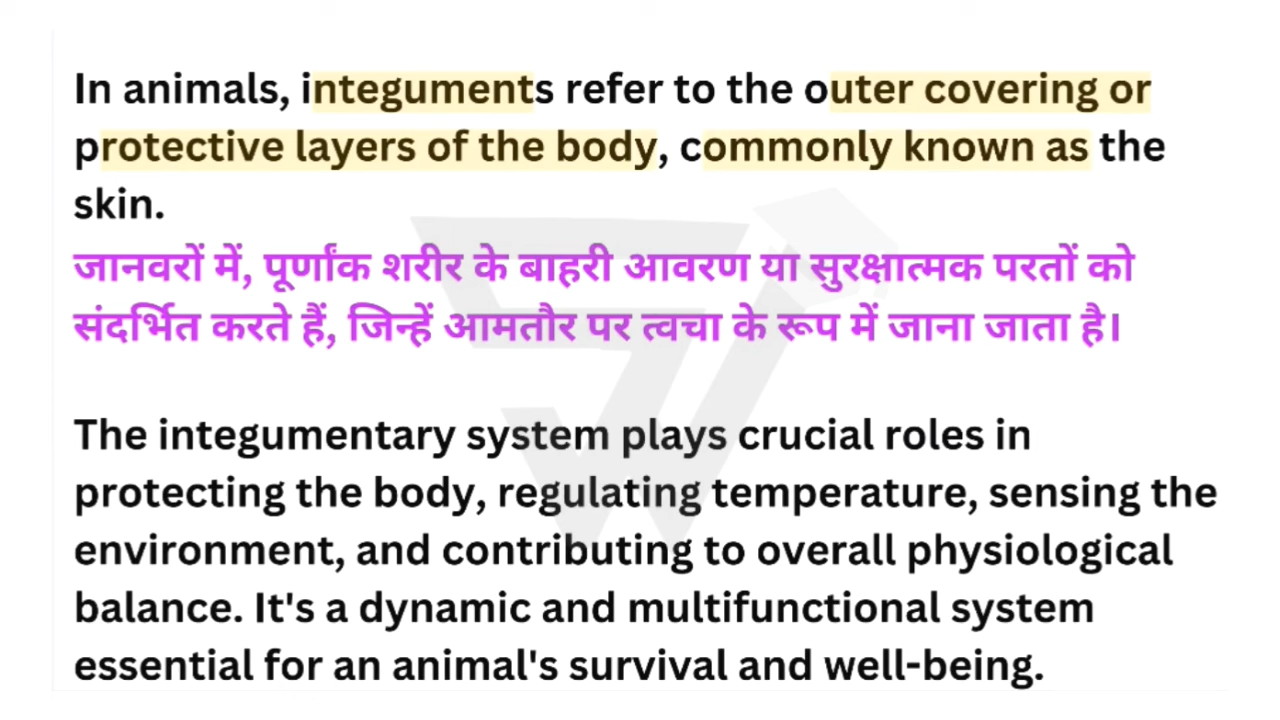 In animals, integuments refer to the outer covering or
protective layers of the body, commonly known as the
skin.
जानवरों में, पूर्णांक शरीर के बाहरी आवरण या सुरक्षात्मक परतों को
संदर्भित करते हैं, जिन्हें आमतौर पर त्वचा के रूप में जाना जाता है।
The integumentary system plays crucial roles in
protecting the body, regulating temperature, sensing the
environment, and contributing to overall physiological
balance. It's a dynamic and multifunctional system
essential for an animal's survival and well-being.